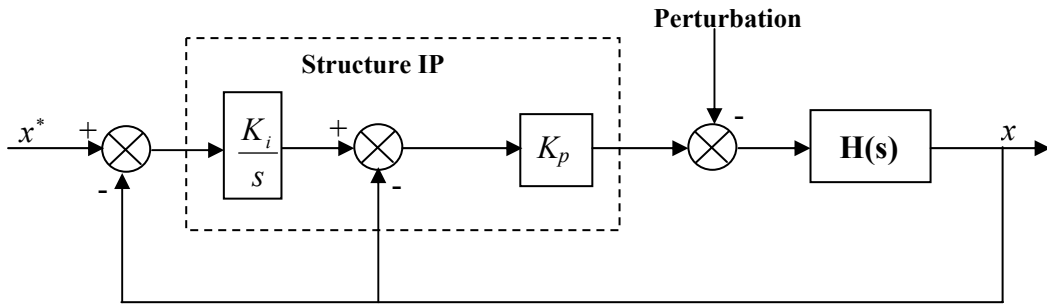 Perturbation
Structure IP
x* + - K_i / s + - K_p - H(s) x